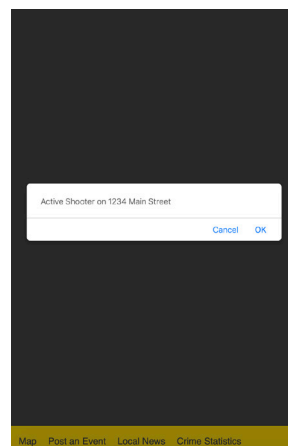 Active Shooter on 1234 Main Street
Cancel OK
Map Post an Event Local News Crime Statistics